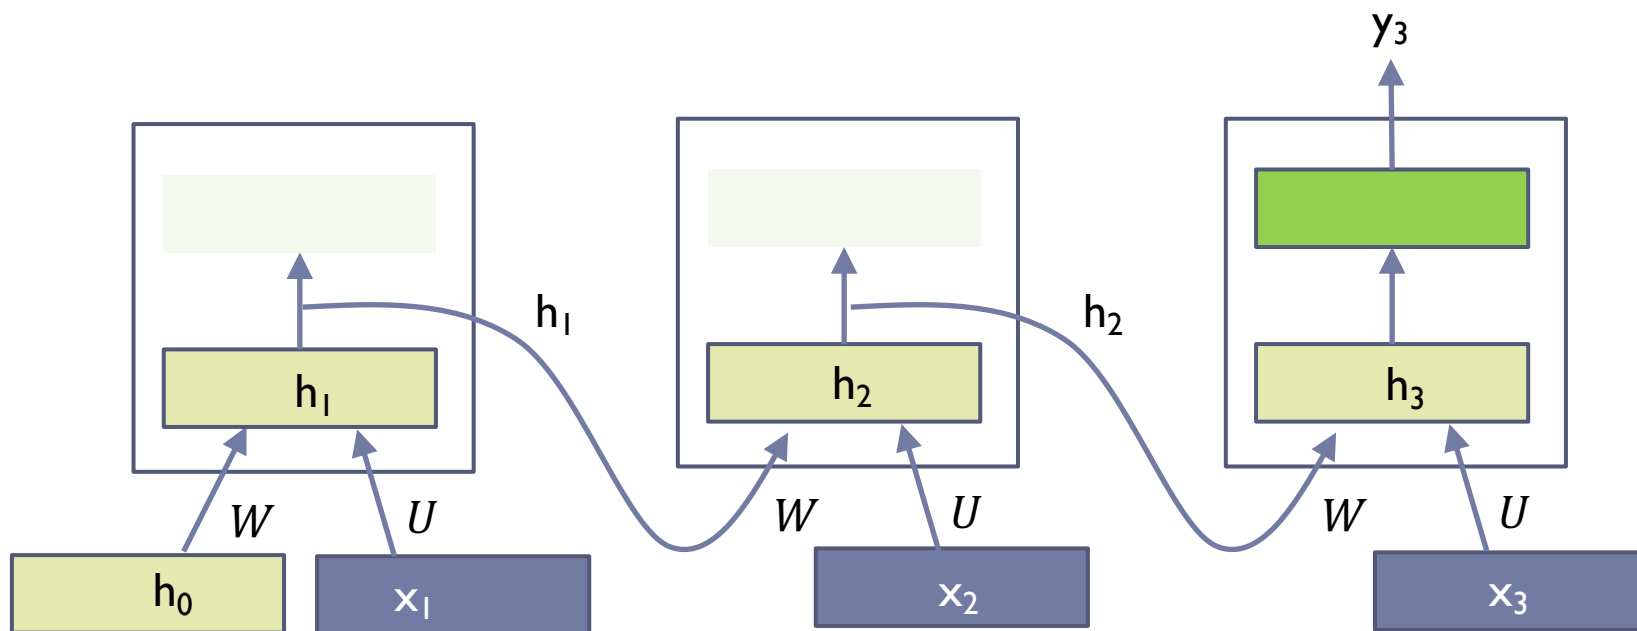 y₃
h₁
h₂
h₁
h₂
h₃
W
U
W
U
W
U
h₀
x₁
x₂
x₃